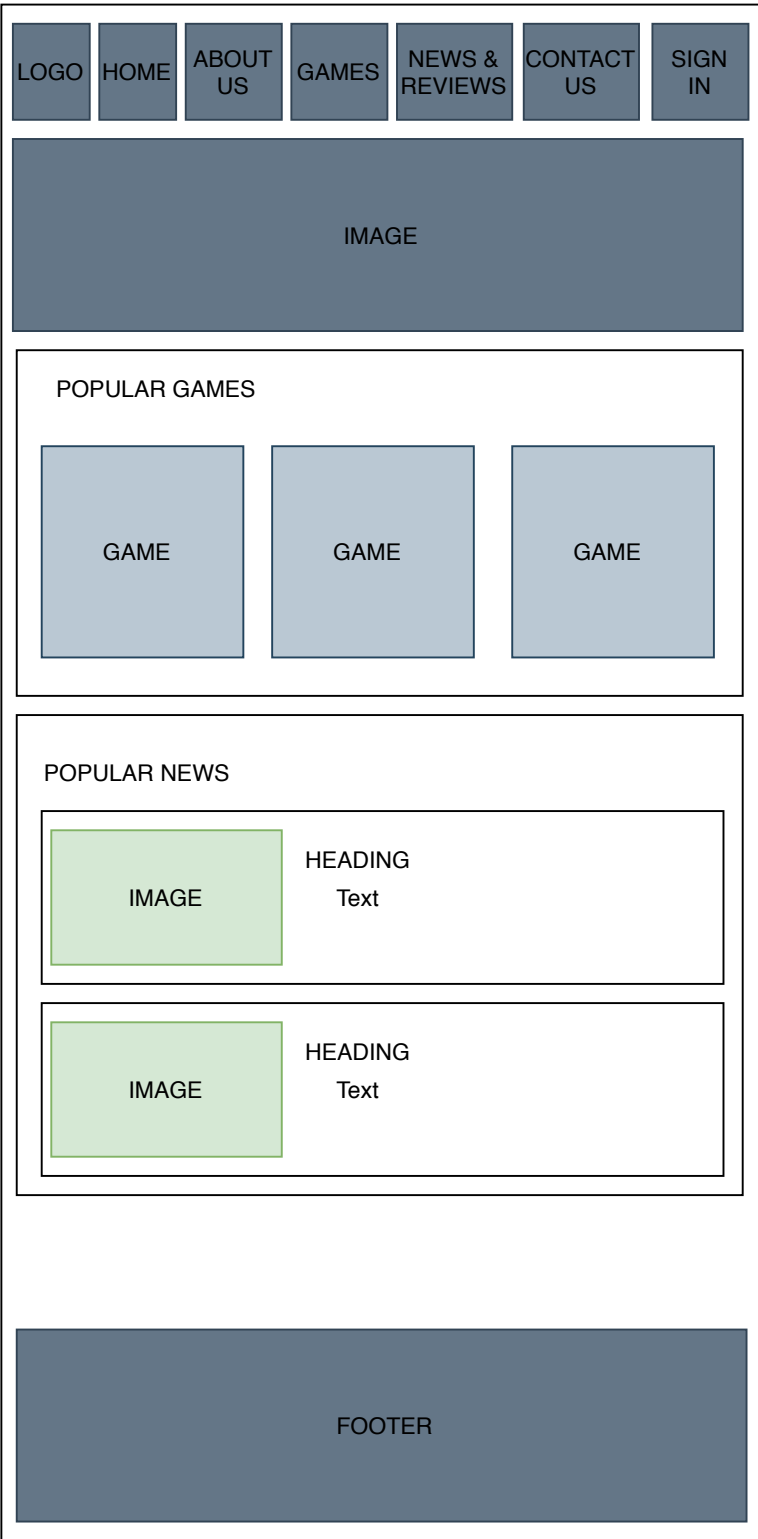 LOGO
HOME
ABOUT
US
GAMES
NEWS &
REVIEWS
CONTACT
US
SIGN
IN
IMAGE
POPULAR GAMES
GAME
GAME
GAME
POPULAR NEWS
IMAGE
HEADING
Text
IMAGE
HEADING
Text
FOOTER